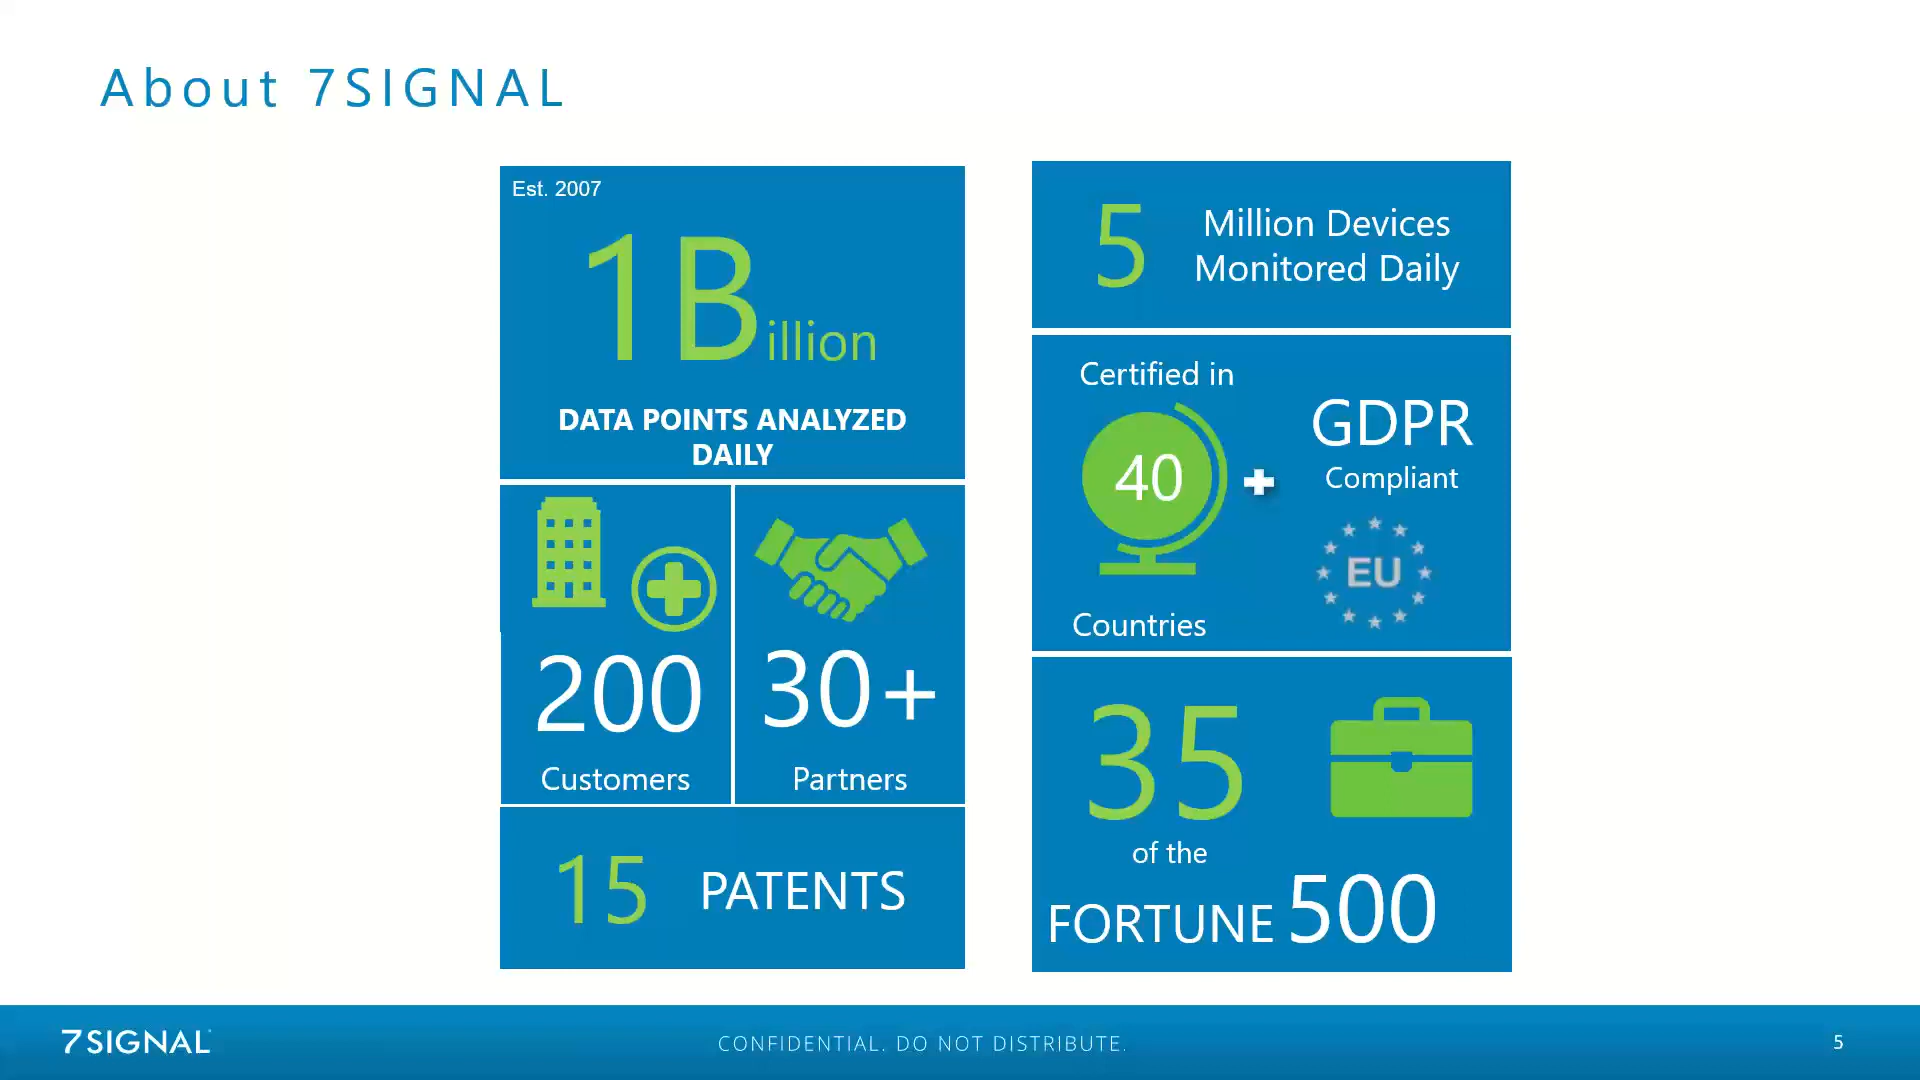 About 7SIGNAL
Est. 2007
1Billion
DATA POINTS ANALYZED
DAILY
200
Customers
30+
Partners
15 PATENTS
5 Million Devices
Monitored Daily
Certified in
40
Countries
GDPR
Compliant
EU
35
of the
FORTUNE 500
7SIGNAL
CONFIDENTIAL. DO NOT DISTRIBUTE.
5